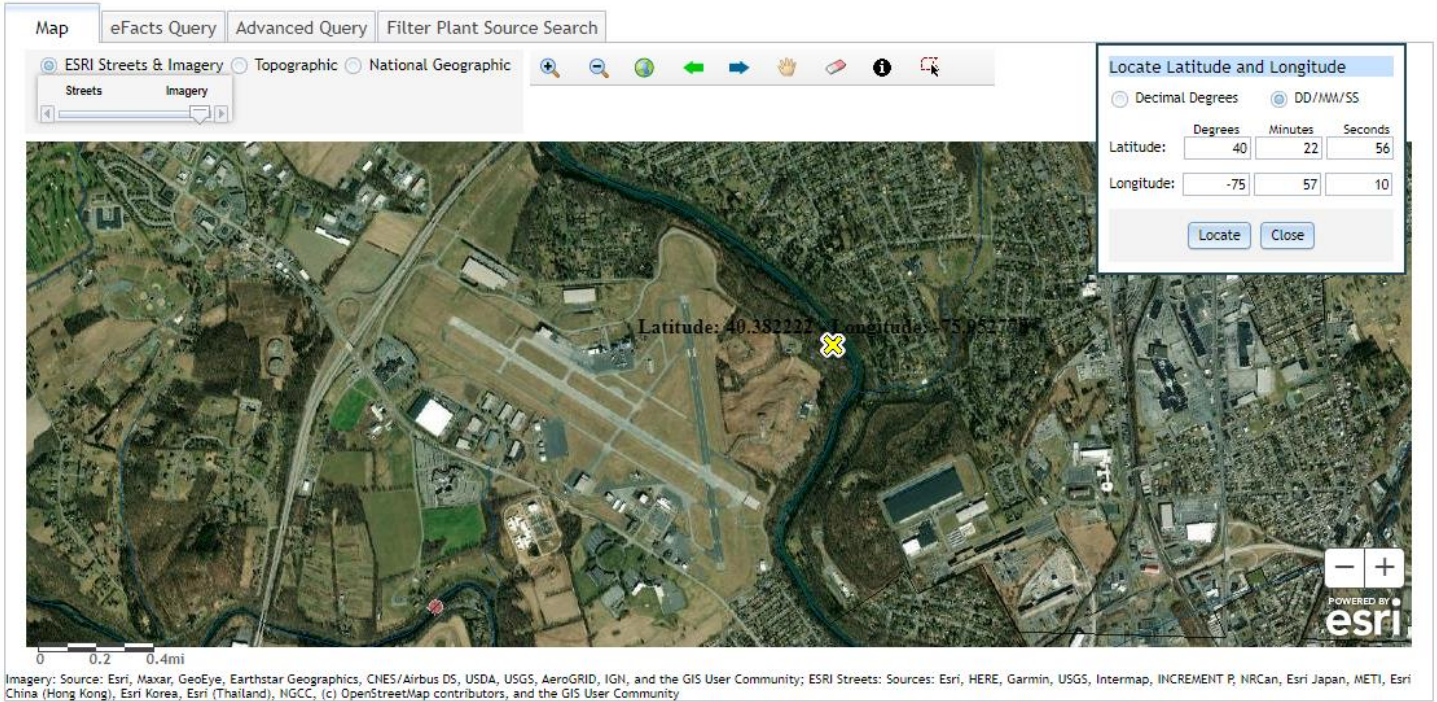 Map eFacts Query Advanced Query Filter Plant Source Search
ESRI Streets & Imagery Topographic National Geographic
Streets Imagery
Locate Latitude and Longitude
Decimal Degrees DD/MM/SS
Degrees Minutes Seconds
Latitude: 40 22 56
Longitude: -75 57 10
Locate Close
Latitude: 40.382222 Longitude: -75.952778
POWERED BY
esri
0 0.2 0.4mi
Imagery: Source: Esri, Maxar, GeoEye, Earthstar Geographics, CNES/Airbus DS, USDA, USGS, AeroGRID, IGN, and the GIS User Community; ESRI Streets: Sources: Esri, HERE, Garmin, USGS, Intermap, INCREMENT P, NRCan, Esri Japan, METI, Esri
China (Hong Kong), Esri Korea, Esri (Thailand), NGCC, (c) OpenStreetMap contributors, and the GIS User Community